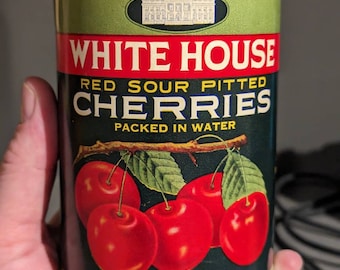 WHITE HOUSE
RED SOUR PITTED
CHERRIES
PACKED IN WATER